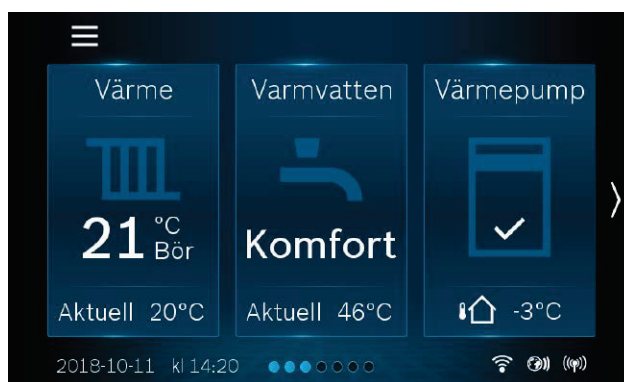 Värme
21 °C Bör
Aktuell 20°C
Varmvatten
Komfort
Aktuell 46°C
Värmepump
-3°C
2018-10-11 kl 14:20